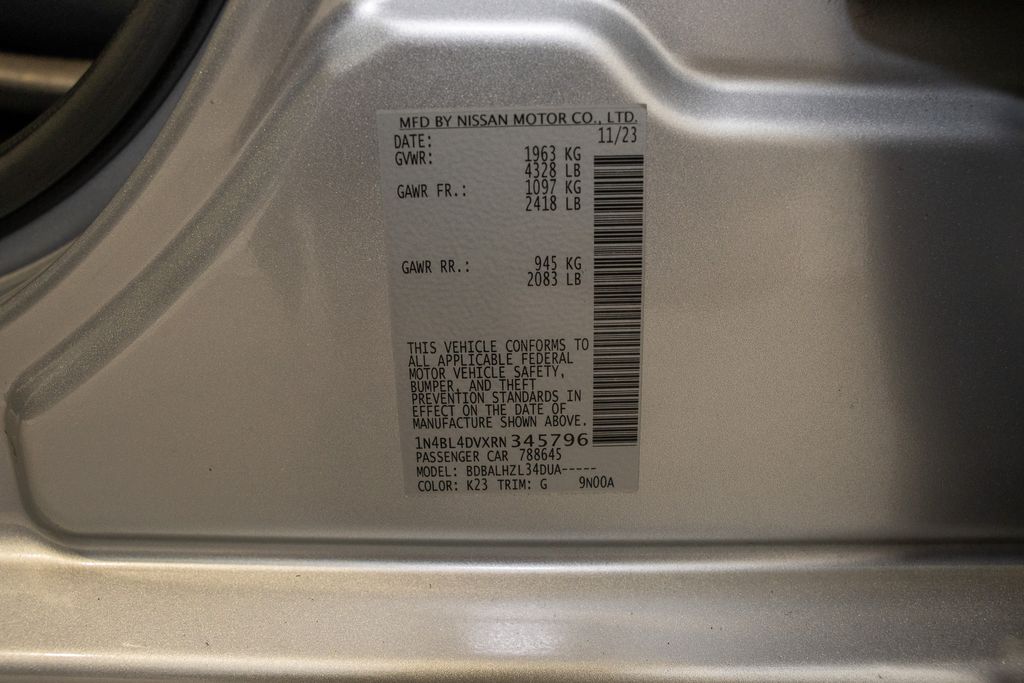 MFD BY NISSAN MOTOR CO., LTD.
DATE: 11/23
GVWR: 1963 KG
4328 LB
GAWR FR.: 1097 KG
2418 LB
GAWR RR.: 945 KG
2083 LB
THIS VEHICLE CONFORMS TO
ALL APPLICABLE FEDERAL
MOTOR VEHICLE SAFETY,
BUMPER, AND THEFT
PREVENTION STANDARDS IN
EFFECT ON THE DATE OF
MANUFACTURE SHOWN ABOVE.
1N4BL4DVXRN345796
PASSENGER CAR 788645
MODEL: BDBALHZL34DUA-----
COLOR: K23 TRIM: G 9N00A